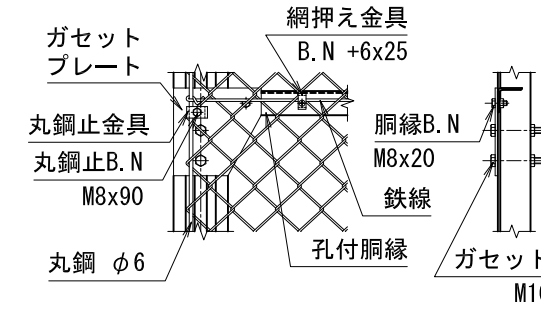 網押え金具
B.N +6x25
ガセット
プレート
丸鋼止金具
丸鋼止B.N
M8x90
胴縁B.N
M8x20
鉄線
孔付胴縁
丸鋼 φ6
ガセット
M1